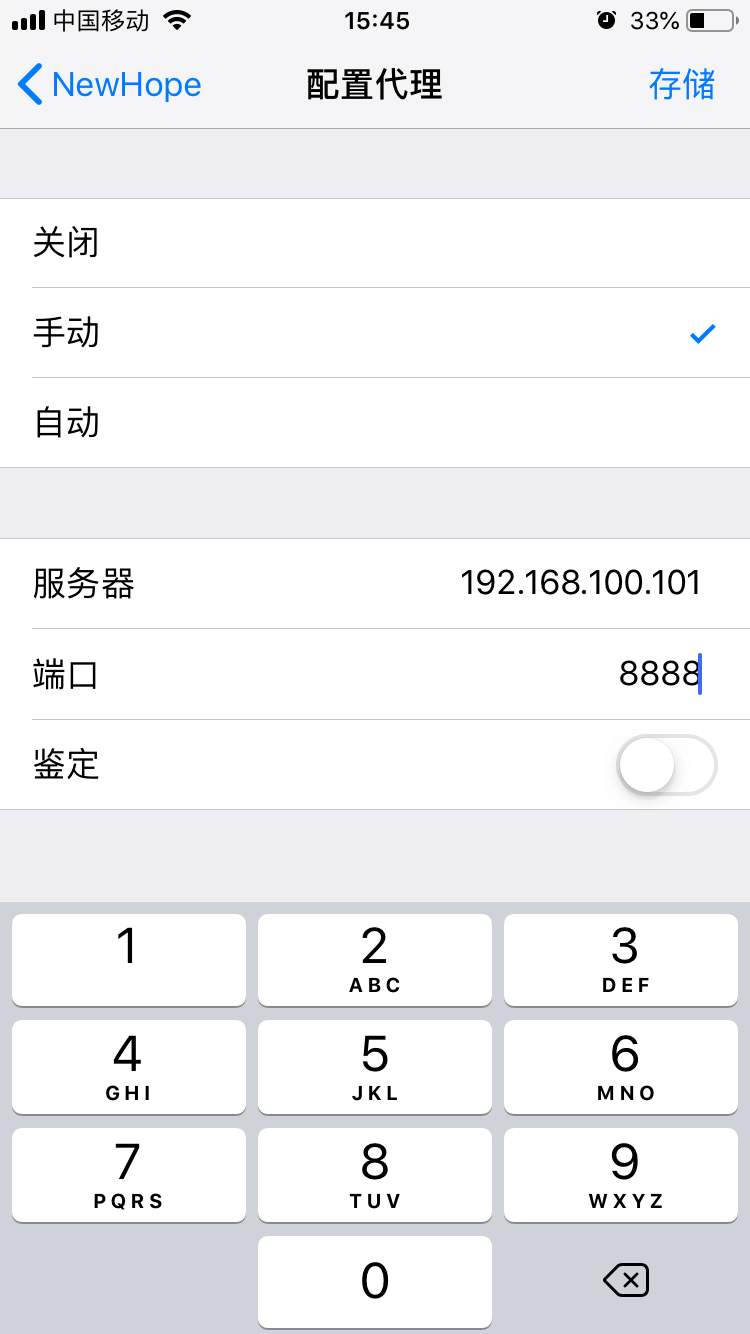 中国移动 15:45 33%
NewHope 配置代理 存储
关闭
手动
自动
服务器 192.168.100.101
端口 8888
鉴定
1 2 3
ABC DEF
4 5 6
GHI JKL MNO
7 8 9
PQRS TUV WXYZ
0